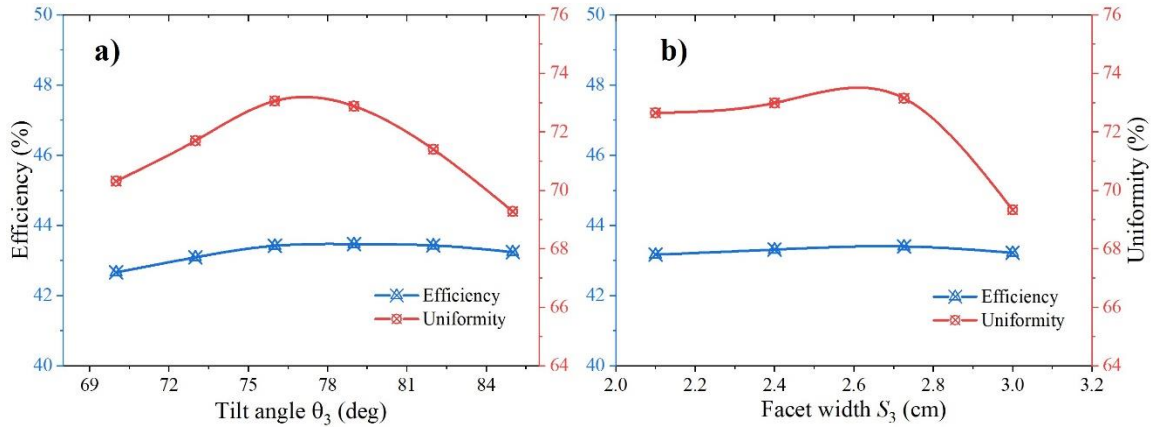 a)
Efficiency (%)
50
48
46
44
42
40
76
74
72
70
68
66
64
Efficiency
Uniformity
69 72 75 78 81 84
Tilt angle θ₃ (deg)
b)
50
48
46
44
42
40
76
74
72
70
68
66
64
Uniformity (%)
Efficiency
Uniformity
2.0 2.2 2.4 2.6 2.8 3.0 3.2
Facet width S₃ (cm)